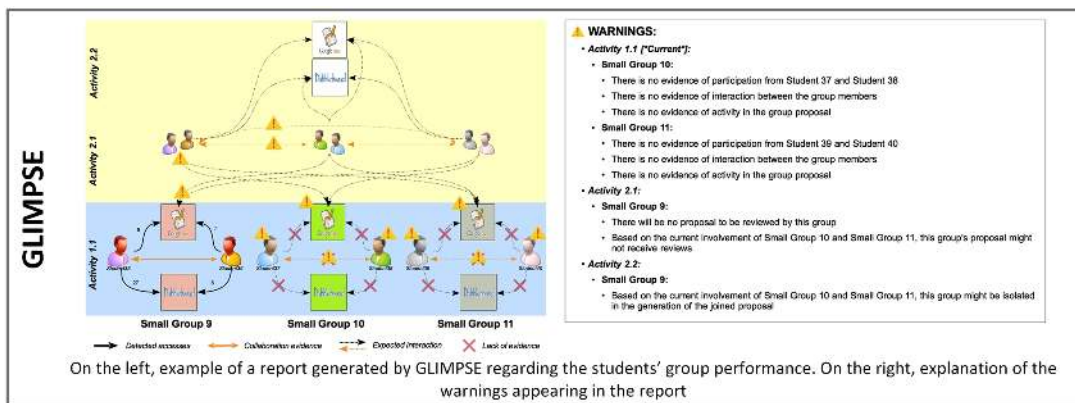 GLIMPSE
Activity 2.2
Activity 2.1
Activity 1.1
Small Group 9
Small Group 10
Small Group 11
Detected accesses
Collaboration evidence
Expected interaction
Lack of evidence
WARNINGS:
• Activity 1.1 [*Current*]:
• Small Group 10:
• There is no evidence of participation from Student 37 and Student 38
• There is no evidence of interaction between the group members
• There is no evidence of activity in the group proposal
• Small Group 11:
• There is no evidence of participation from Student 39 and Student 40
• There is no evidence of interaction between the group members
• There is no evidence of activity in the group proposal
• Activity 2.1:
• Small Group 9:
• There will be no proposal to be reviewed by this group
• Based on the current involvement of Small Group 10 and Small Group 11, this group's proposal might
not receive reviews
• Activity 2.2:
• Small Group 9:
• Based on the current involvement of Small Group 10 and Small Group 11, this group might be isolated
in the generation of the joined proposal
On the left, example of a report generated by GLIMPSE regarding the students' group performance. On the right, explanation of the
warnings appearing in the report